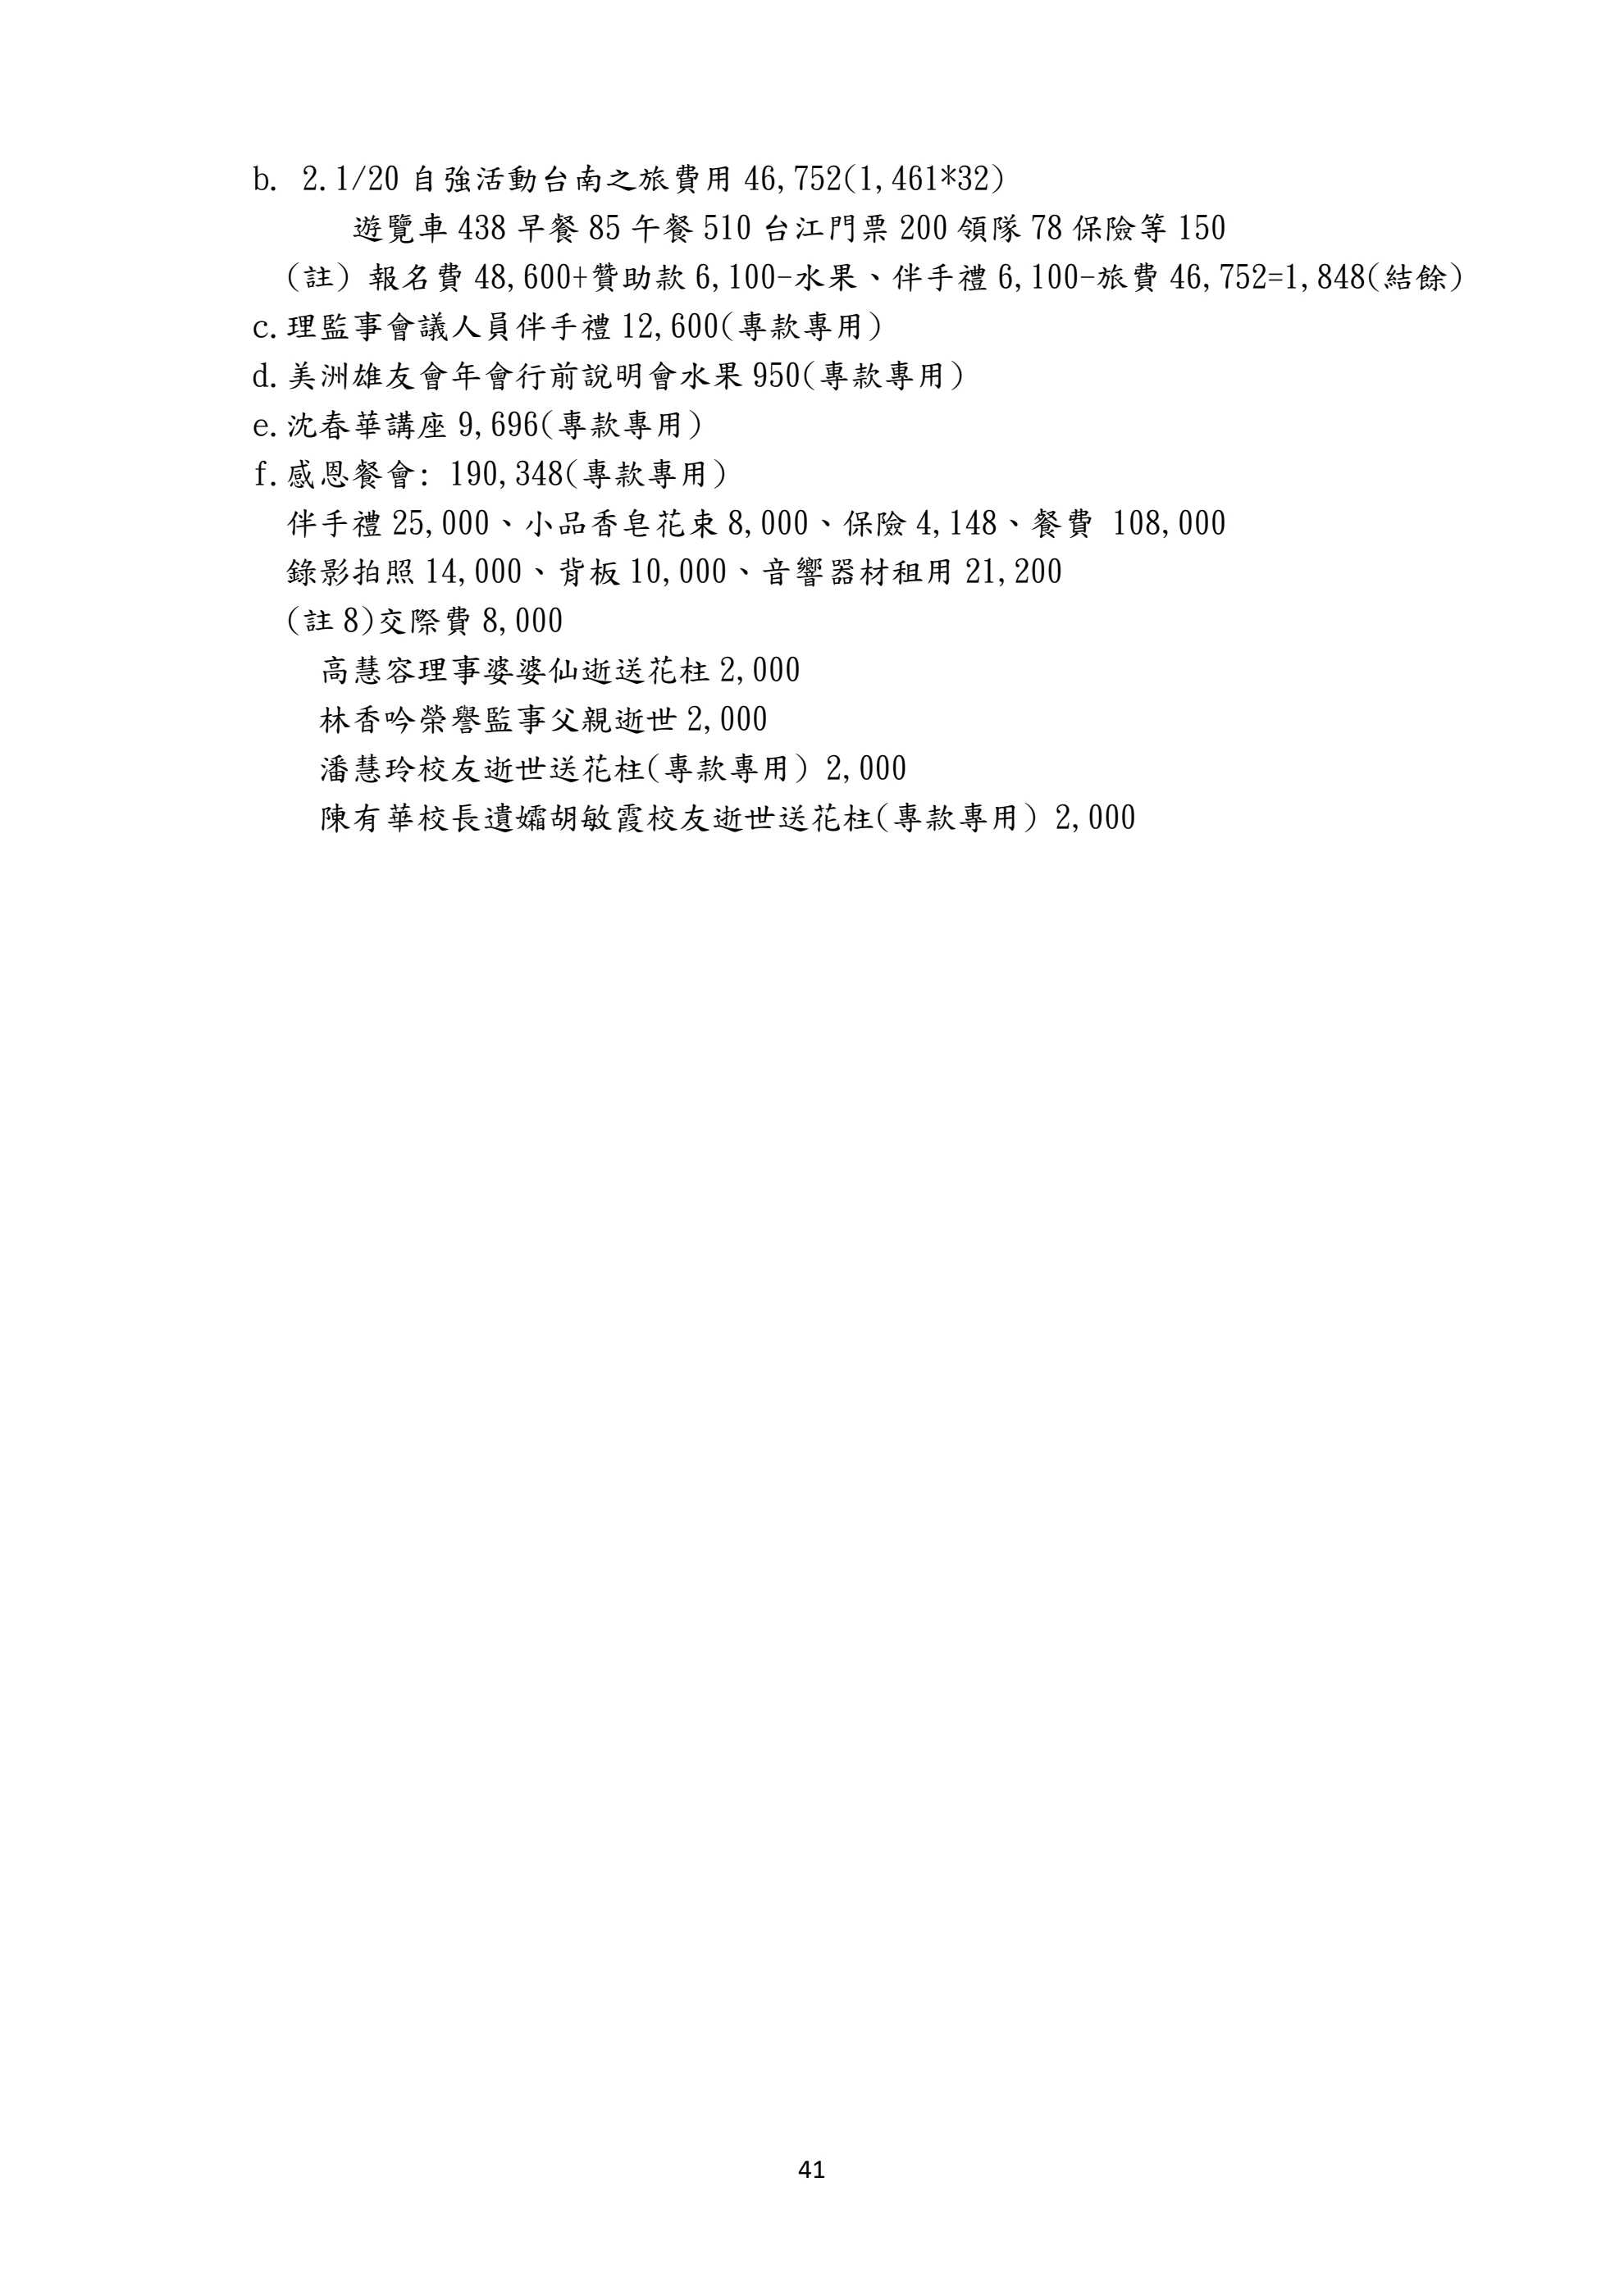 b. 2.1/20 自強活動台南之旅費用 46,752(1,461*32)
遊覽車 438 早餐 85 午餐 510 台江門票 200 領隊 78 保險等 150
(註) 報名費 48,600+贊助款 6,100-水果、伴手禮 6,100-旅費 46,752=1,848(結餘)
c.理監事會議人員伴手禮 12,600(專款專用)
d.美洲雄友會年會行前說明會水果 950(專款專用)
e.沈春華講座 9,696(專款專用)
f.感恩餐會: 190,348(專款專用)
伴手禮 25,000、小品香皂花束 8,000、保險 4,148、餐費 108,000
錄影拍照 14,000、背板 10,000、音響器材租用 21,200
(註 8)交際費 8,000
高慧容理事婆婆仙逝送花柱 2,000
林香吟榮譽監事父親逝世 2,000
潘慧玲校友逝世送花柱(專款專用) 2,000
陳有華校長遺孀胡敏霞校友逝世送花柱(專款專用) 2,000
41